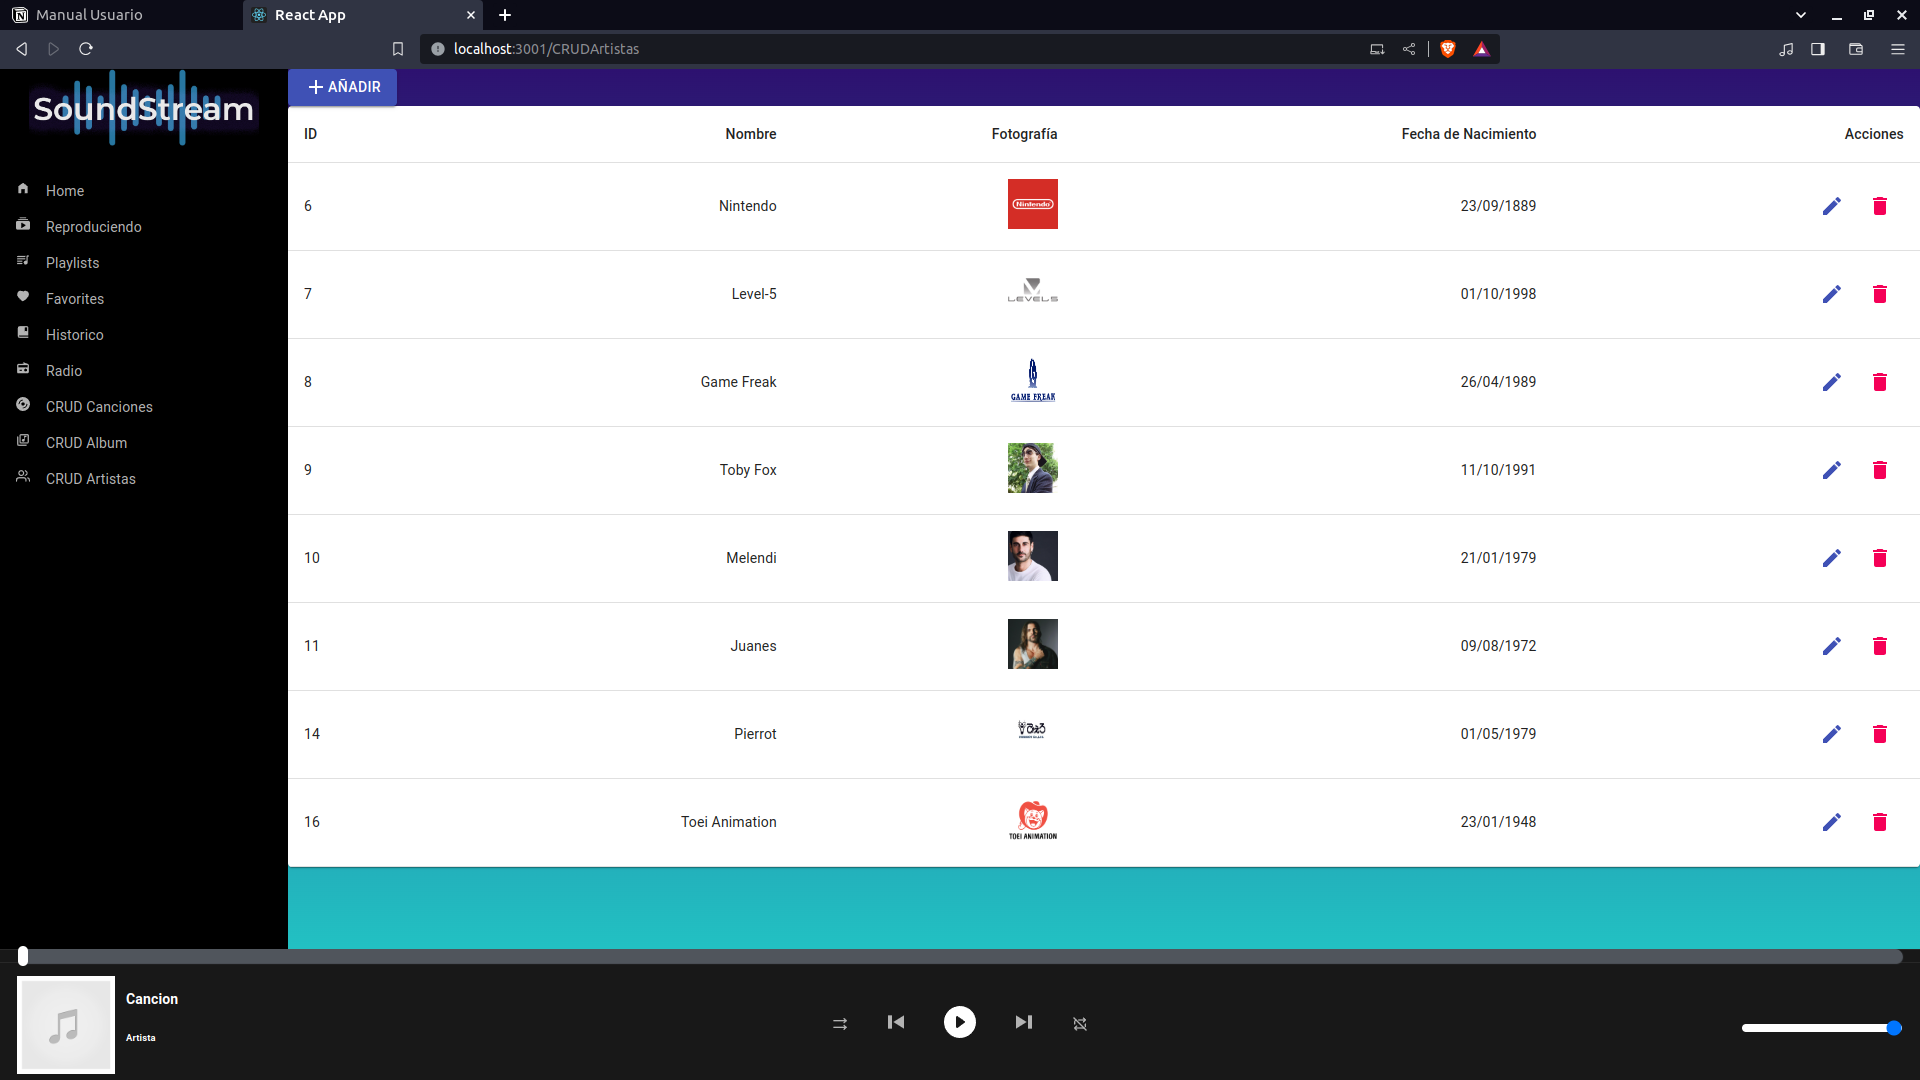 Manual Usuario
React App
localhost:3001/CRUDArtistas
SoundStream
Home
Reproduciendo
Playlists
Favorites
Historico
Radio
CRUD Canciones
CRUD Album
CRUD Artistas
AÑADIR
ID Nombre Fotografía Fecha de Nacimiento Acciones
6 Nintendo Nintendo 23/09/1889
7 Level-5 LEVEL5 01/10/1998
8 Game Freak GAME FREAK 26/04/1989
9 Toby Fox 11/10/1991
10 Melendi 21/01/1979
11 Juanes 09/08/1972
14 Pierrot 01/05/1979
16 Toei Animation TOEI ANIMATION 23/01/1948
Cancion
Artista